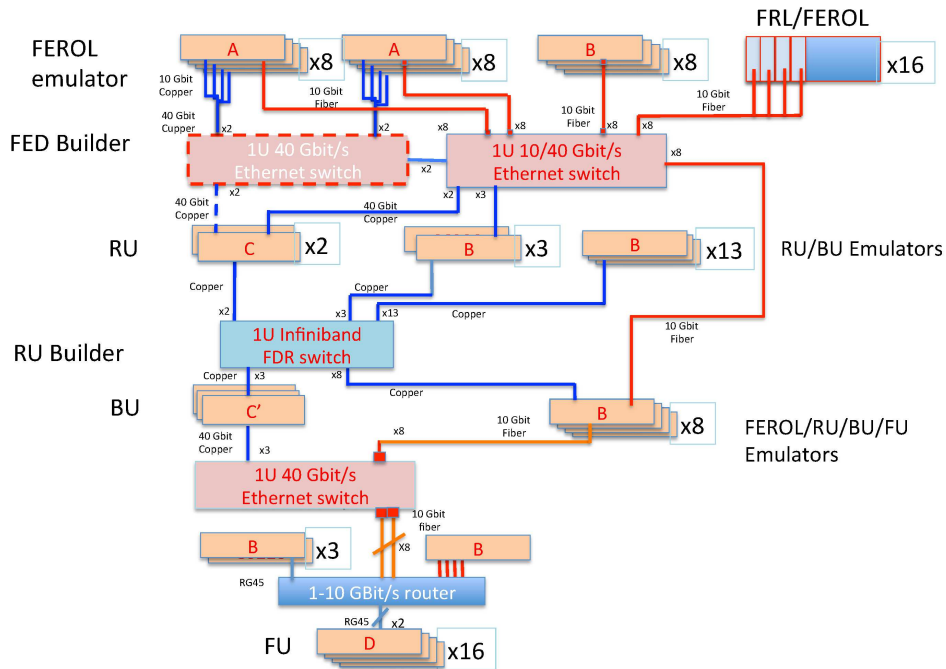 FRL/FEROL
FEROL
emulator
A
x8
A
x8
B
x8
x16
10 Gbit
Copper
10 Gbit
Fiber
10 Gbit
Fiber
10 Gbit
Fiber
40 Gbit
Cupper
x2
x2
x8
x8
x8
x8
FED Builder
1U 40 Gbit/s
Ethernet switch
x2
1U 10/40 Gbit/s
Ethernet switch
x8
x2
x2
x3
40 Gbit
Copper
40 Gbit
Copper
RU
C
x2
B
x3
B
x13
RU/BU Emulators
Copper
Copper
Copper
x2
x3
x13
10 Gbit
Fiber
RU Builder
1U Infiniband
FDR switch
Copper
x3
x8
Copper
BU
C’
B
x8
40 Gbit
Copper
x3
x8
10 Gbit
Fiber
FEROL/RU/BU/FU
Emulators
1U 40 Gbit/s
Ethernet switch
10 Gbit
fiber
B
x3
X8
B
RG45
1-10 GBit/s router
RG45
x2
FU
D
x16